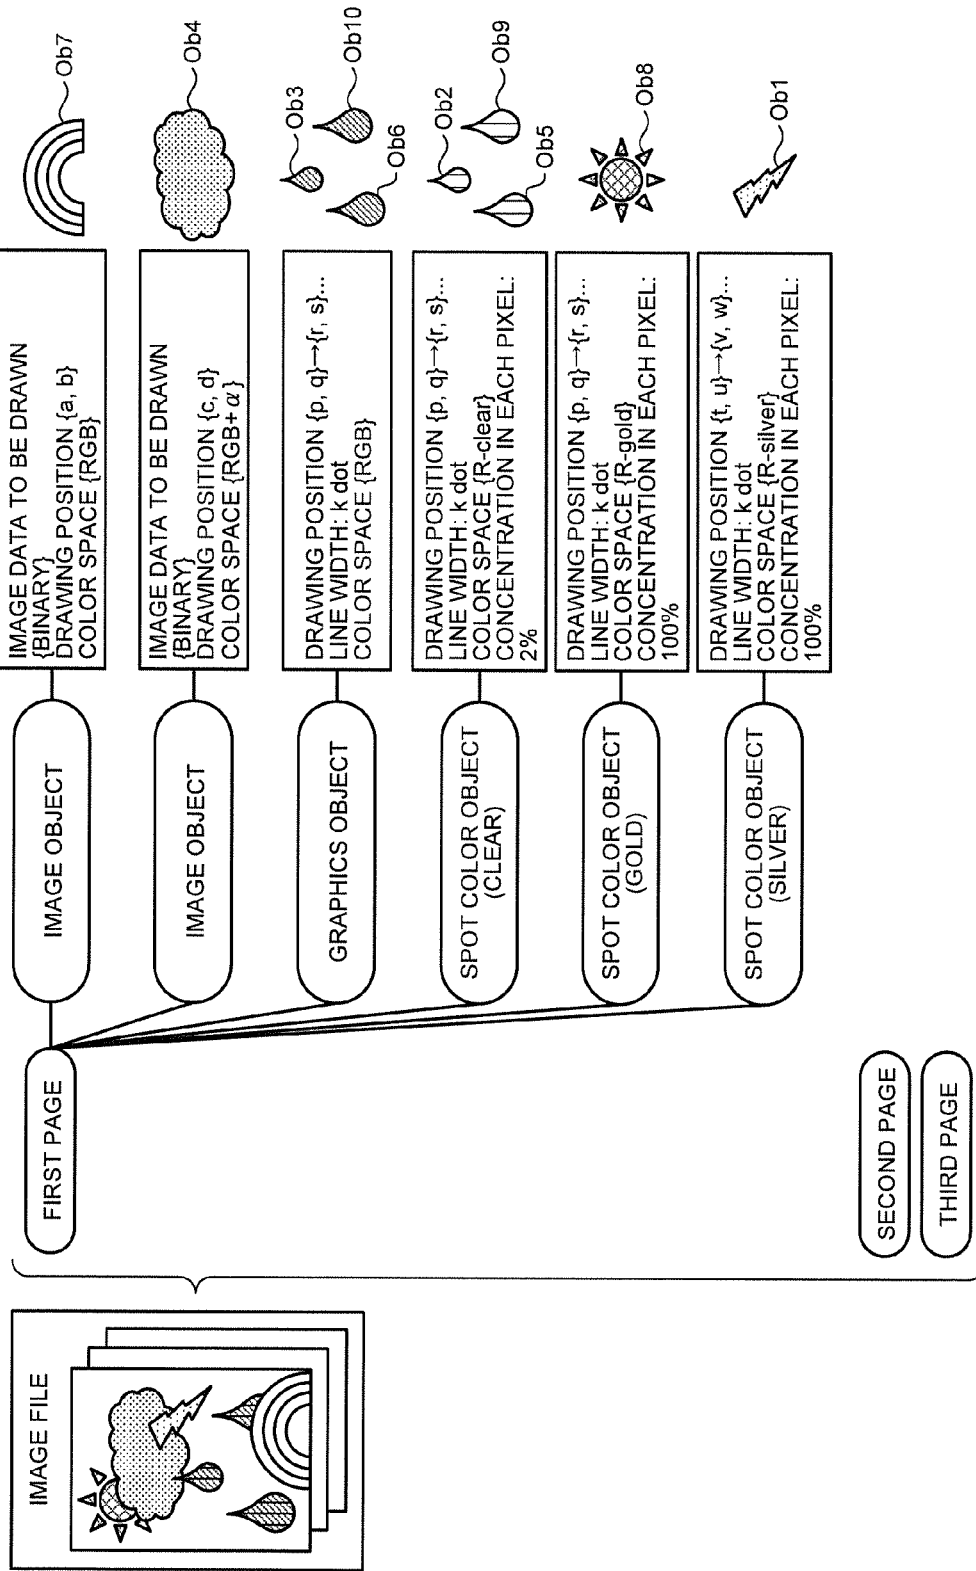 IMAGE FILE
FIRST PAGE
IMAGE OBJECT
IMAGE DATA TO BE DRAWN
{BINARY}
DRAWING POSITION {a, b}
COLOR SPACE {RGB}
Ob7
IMAGE OBJECT
IMAGE DATA TO BE DRAWN
{BINARY}
DRAWING POSITION {c, d}
COLOR SPACE {RGB+α}
Ob4
GRAPHICS OBJECT
DRAWING POSITION {p, q}→{r, s}...
LINE WIDTH: k dot
COLOR SPACE {RGB}
Ob3
Ob10
Ob6
SPOT COLOR OBJECT
(CLEAR)
DRAWING POSITION {p, q}→{r, s}...
LINE WIDTH: k dot
COLOR SPACE {R-clear}
CONCENTRATION IN EACH PIXEL:
2%
Ob2
Ob9
Ob5
SPOT COLOR OBJECT
(GOLD)
DRAWING POSITION {p, q}→{r, s}...
LINE WIDTH: k dot
COLOR SPACE {R-gold}
CONCENTRATION IN EACH PIXEL:
100%
Ob8
SPOT COLOR OBJECT
(SILVER)
DRAWING POSITION {t, u}→{v, w}...
LINE WIDTH: k dot
COLOR SPACE {R-silver}
CONCENTRATION IN EACH PIXEL:
100%
Ob1
SECOND PAGE
THIRD PAGE